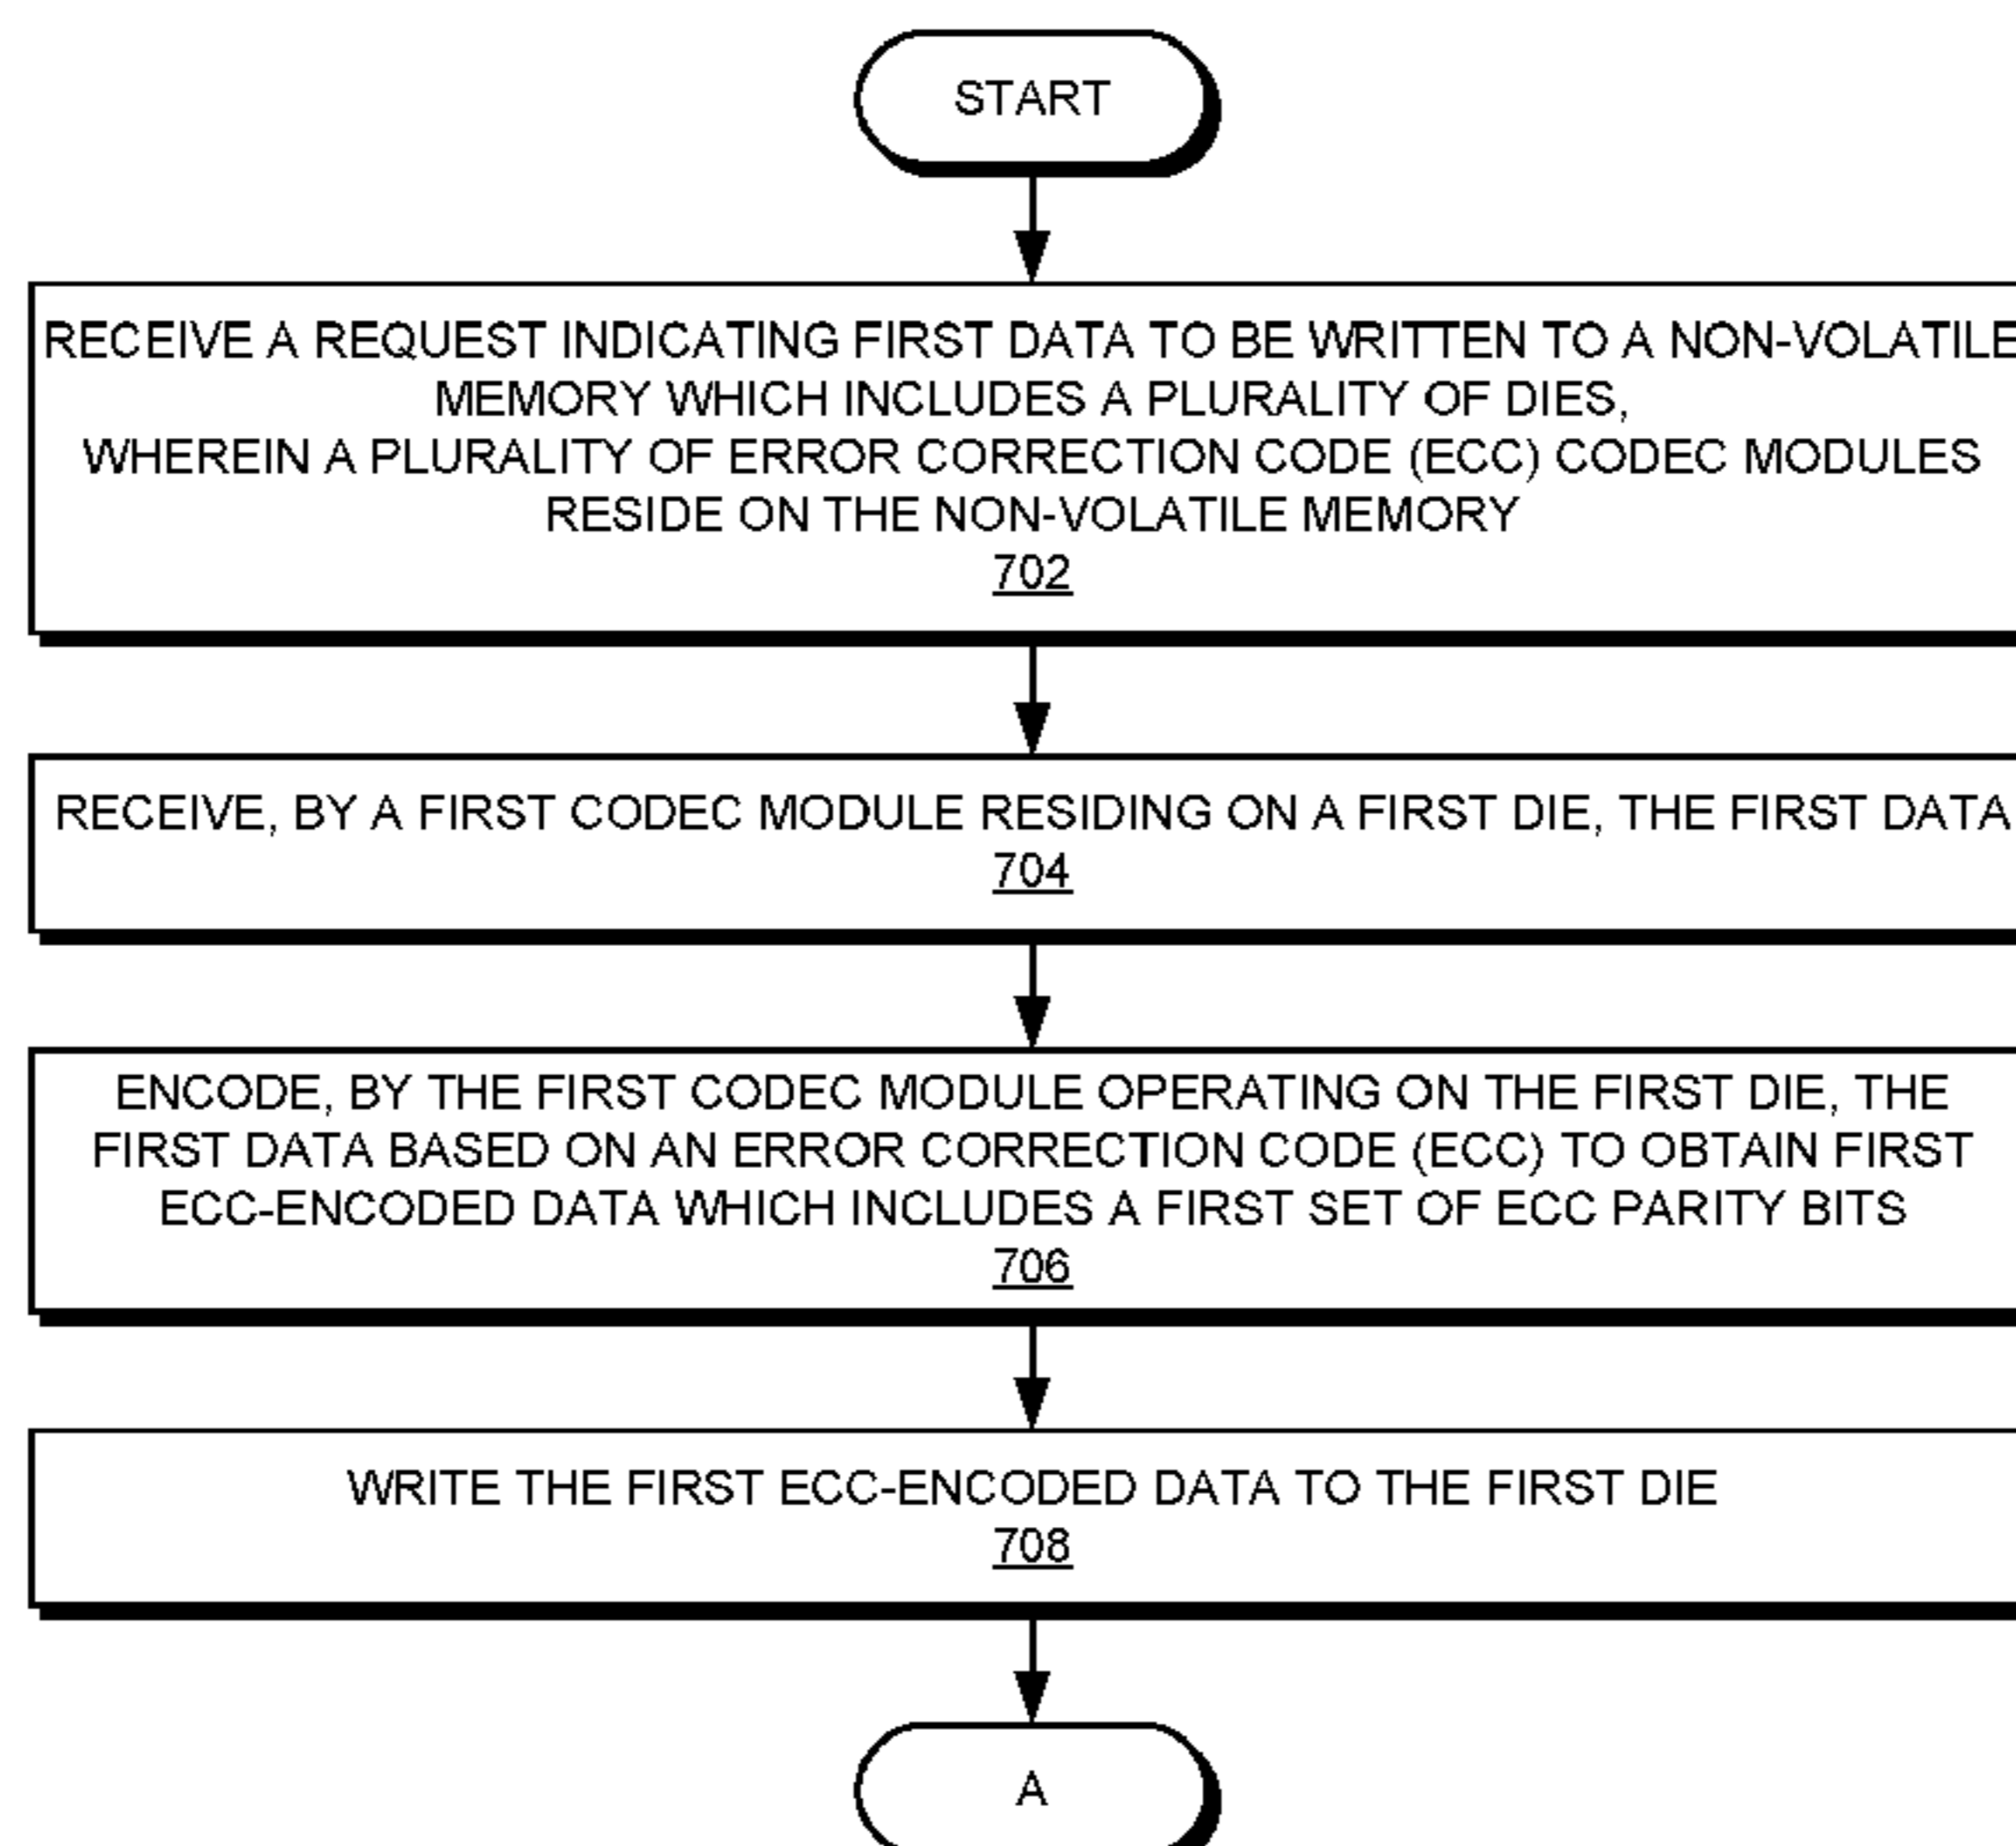 START
RECEIVE A REQUEST INDICATING FIRST DATA TO BE WRITTEN TO A NON-VOLATILE
MEMORY WHICH INCLUDES A PLURALITY OF DIES,
WHEREIN A PLURALITY OF ERROR CORRECTION CODE (ECC) CODEC MODULES
RESIDE ON THE NON-VOLATILE MEMORY
702
RECEIVE, BY A FIRST CODEC MODULE RESIDING ON A FIRST DIE, THE FIRST DATA
704
ENCODE, BY THE FIRST CODEC MODULE OPERATING ON THE FIRST DIE, THE
FIRST DATA BASED ON AN ERROR CORRECTION CODE (ECC) TO OBTAIN FIRST
ECC-ENCODED DATA WHICH INCLUDES A FIRST SET OF ECC PARITY BITS
706
WRITE THE FIRST ECC-ENCODED DATA TO THE FIRST DIE
708
A